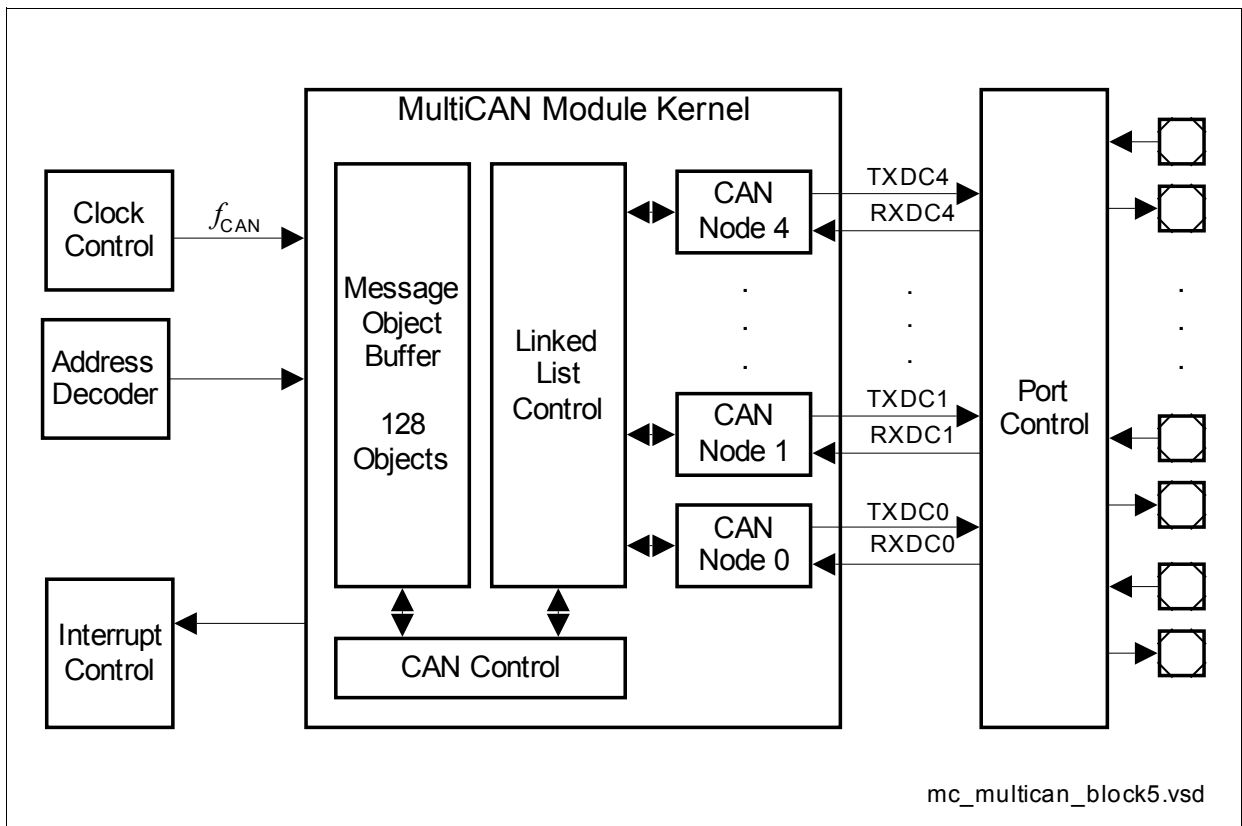 MultiCAN Module Kernel
Clock
Control
fCAN
Address
Decoder
Interrupt
Control
Message
Object
Buffer
128
Objects
Linked
List
Control
CAN Control
CAN
Node 4
TXDC4
RXDC4
CAN
Node 1
TXDC1
RXDC1
CAN
Node 0
TXDC0
RXDC0
Port
Control
mc_multican_block5.vsd